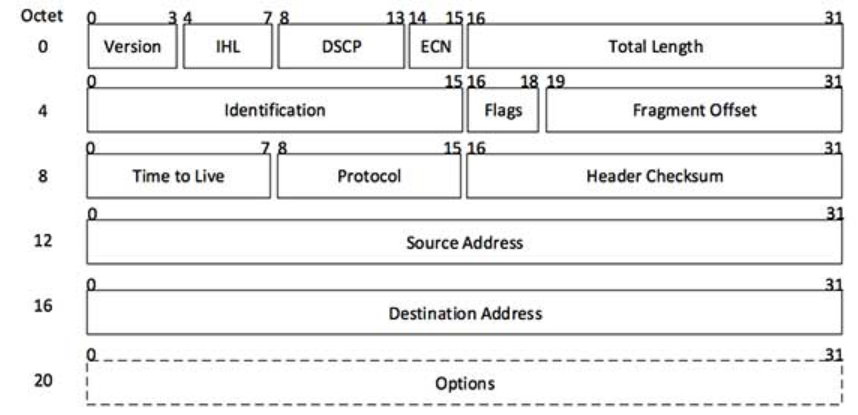 Octet 0 3 4 7 8 13 14 15 16 31
0 Version IHL DSCP ECN Total Length
0 15 16 18 19 31
4 Identification Flags Fragment Offset
0 7 8 15 16 31
8 Time to Live Protocol Header Checksum
0 31
12 Source Address
0 31
16 Destination Address
0 31
20 Options